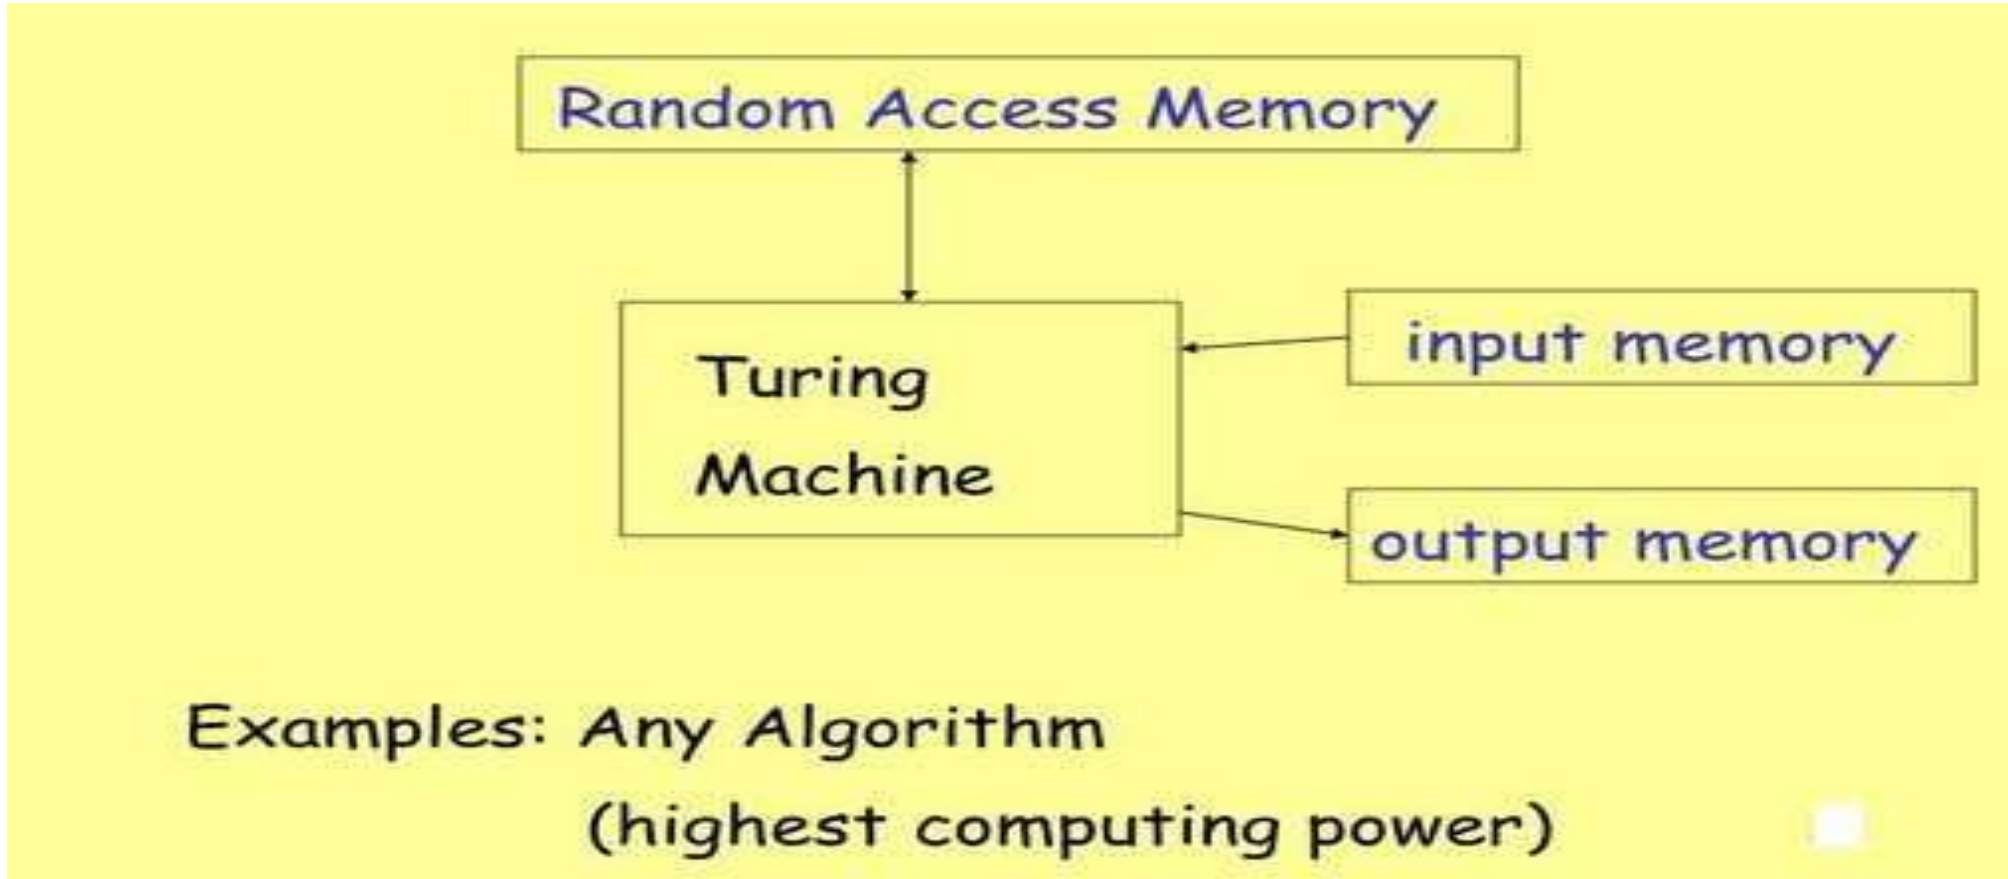 Random Access Memory
Turing
Machine
input memory
output memory
Examples: Any Algorithm
(highest computing power)